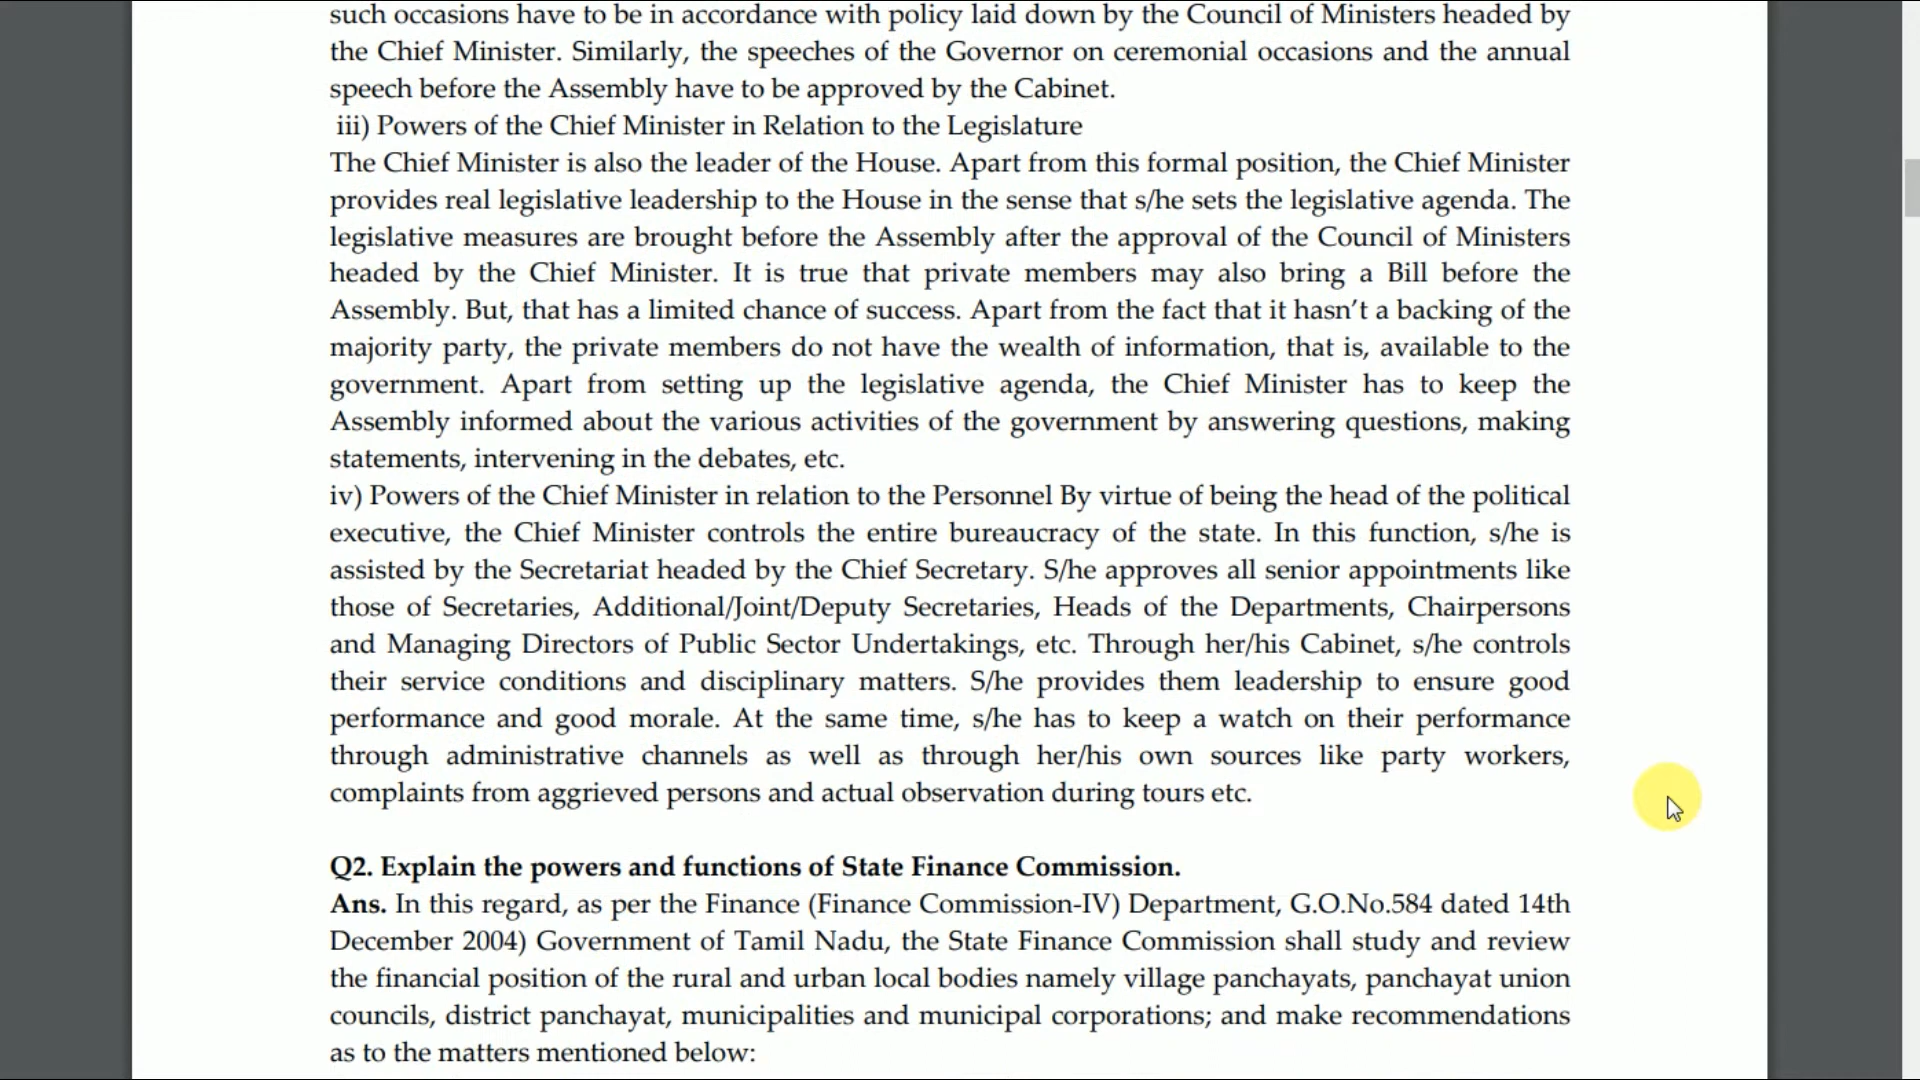 such occasions have to be in accordance with policy laid down by the Council of Ministers headed by
the Chief Minister. Similarly, the speeches of the Governor on ceremonial occasions and the annual
speech before the Assembly have to be approved by the Cabinet.
iii) Powers of the Chief Minister in Relation to the Legislature
The Chief Minister is also the leader of the House. Apart from this formal position, the Chief Minister
provides real legislative leadership to the House in the sense that s/he sets the legislative agenda. The
legislative measures are brought before the Assembly after the approval of the Council of Ministers
headed by the Chief Minister. It is true that private members may also bring a Bill before the
Assembly. But, that has a limited chance of success. Apart from the fact that it hasn’t a backing of the
majority party, the private members do not have the wealth of information, that is, available to the
government. Apart from setting up the legislative agenda, the Chief Minister has to keep the
Assembly informed about the various activities of the government by answering questions, making
statements, intervening in the debates, etc.
iv) Powers of the Chief Minister in relation to the Personnel By virtue of being the head of the political
executive, the Chief Minister controls the entire bureaucracy of the state. In this function, s/he is
assisted by the Secretariat headed by the Chief Secretary. S/he approves all senior appointments like
those of Secretaries, Additional/Joint/Deputy Secretaries, Heads of the Departments, Chairpersons
and Managing Directors of Public Sector Undertakings, etc. Through her/his Cabinet, s/he controls
their service conditions and disciplinary matters. S/he provides them leadership to ensure good
performance and good morale. At the same time, s/he has to keep a watch on their performance
through administrative channels as well as through her/his own sources like party workers,
complaints from aggrieved persons and actual observation during tours etc.
Q2. Explain the powers and functions of State Finance Commission.
Ans. In this regard, as per the Finance (Finance Commission-IV) Department, G.O.No.584 dated 14th
December 2004) Government of Tamil Nadu, the State Finance Commission shall study and review
the financial position of the rural and urban local bodies namely village panchayats, panchayat union
councils, district panchayat, municipalities and municipal corporations; and make recommendations
as to the matters mentioned below: